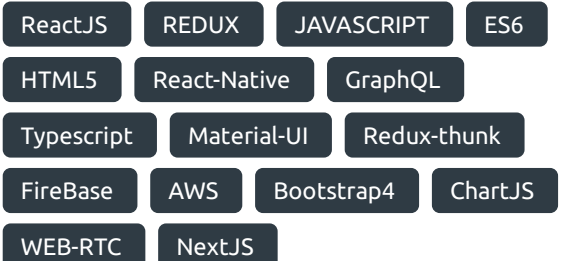 ReactJS REDUX JAVASCRIPT ES6
HTML5 React-Native GraphQL
Typescript Material-UI Redux-thunk
FireBase AWS Bootstrap4 ChartJS
WEB-RTC NextJS